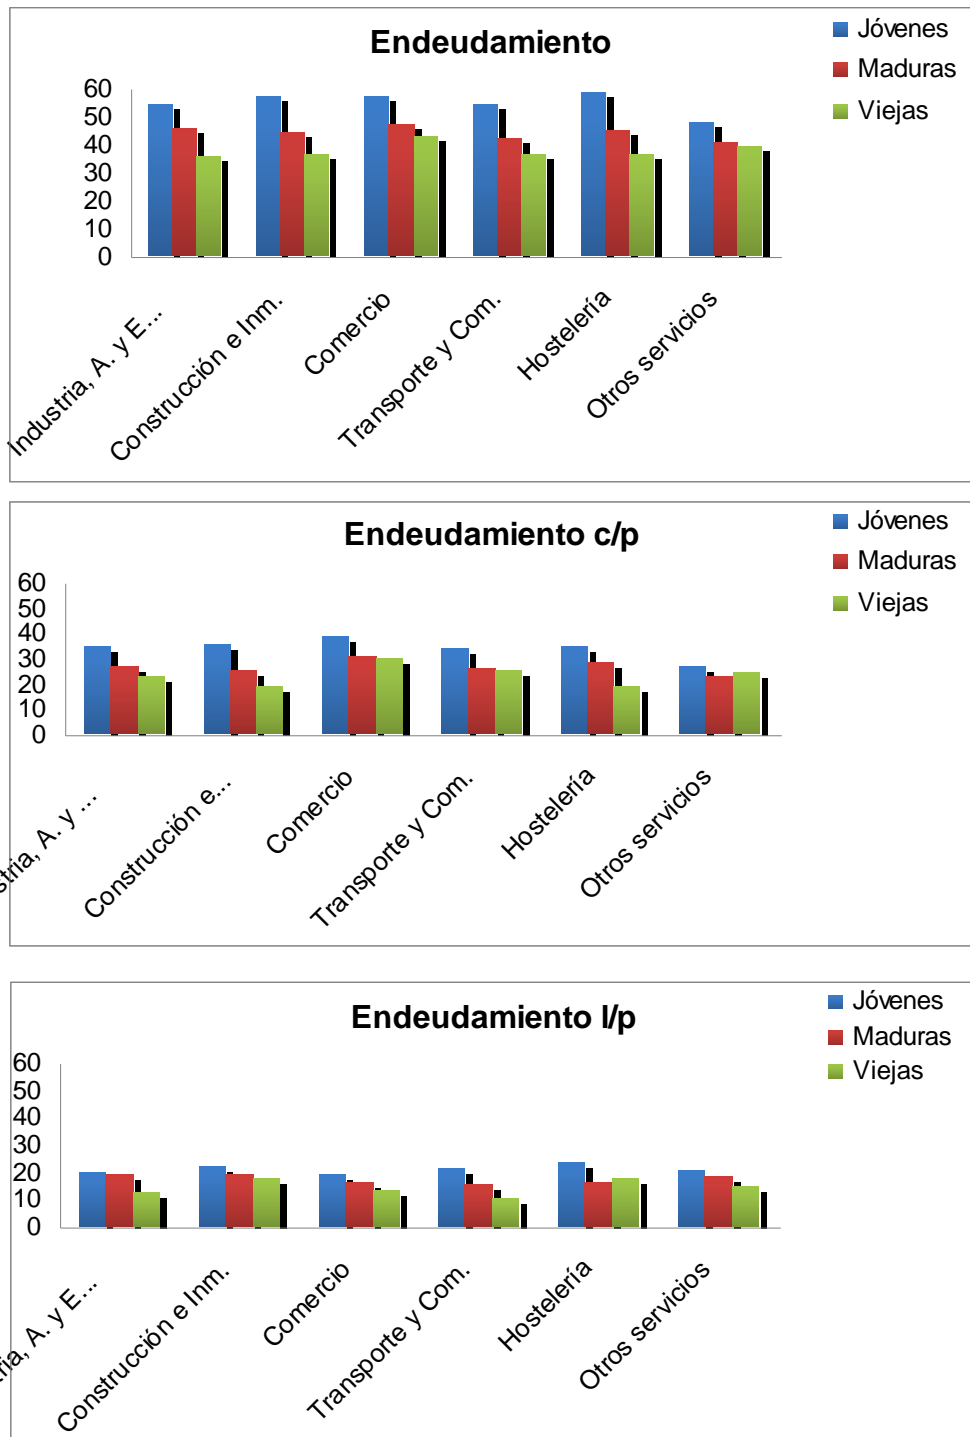 Endeudamiento
Jóvenes
Maduras
Viejas
60
50
40
30
20
10
0
Industria, A. y E...
Construcción e Inm.
Comercio
Transporte y Com.
Hostelería
Otros servicios
Endeudamiento c/p
Jóvenes
Maduras
Viejas
60
50
40
30
20
10
0
stria, A. y ...
Construcción e...
Comercio
Transporte y Com.
Hostelería
Otros servicios
Endeudamiento l/p
Jóvenes
Maduras
Viejas
60
50
40
30
20
10
0
tria, A. y E...
Construcción e Inm.
Comercio
Transporte y Com.
Hostelería
Otros servicios